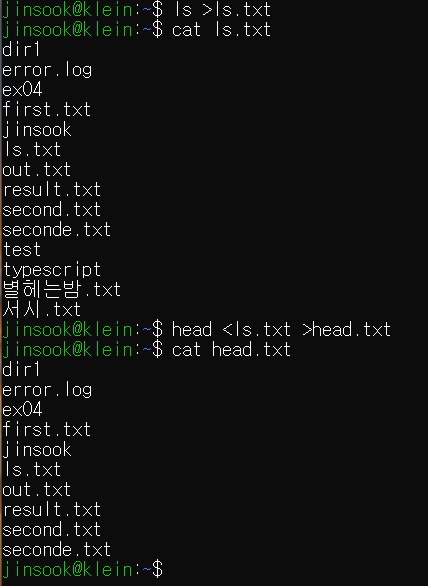 jinsook@klein:~$ ls >ls.txt
jinsook@klein:~$ cat ls.txt
dir1
error.log
ex04
first.txt
jinsook
ls.txt
out.txt
result.txt
second.txt
seconde.txt
test
typescript
별헤는밤.txt
서시.txt
jinsook@klein:~$ head <ls.txt >head.txt
jinsook@klein:~$ cat head.txt
dir1
error.log
ex04
first.txt
jinsook
ls.txt
out.txt
result.txt
second.txt
seconde.txt
jinsook@klein:~$